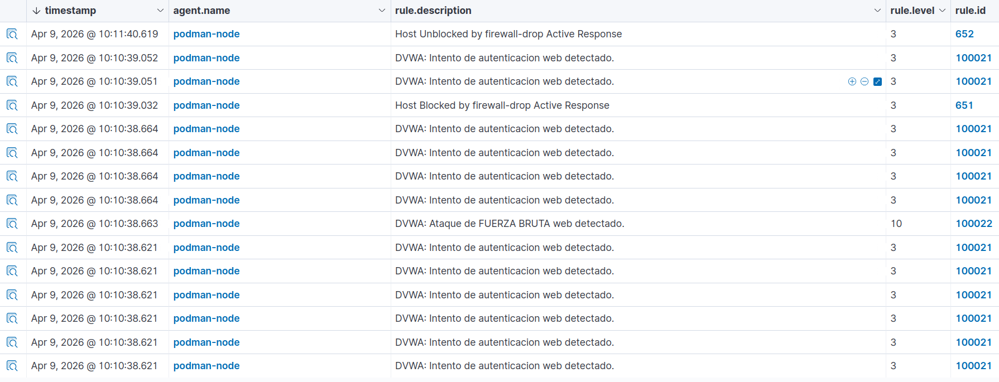 timestamp agent.name rule.description rule.level rule.id
Apr 9, 2026 @ 10:11:40.619 podman-node Host Unblocked by firewall-drop Active Response 3 652
Apr 9, 2026 @ 10:10:39.052 podman-node DVWA: Intento de autenticacion web detectado. 3 100021
Apr 9, 2026 @ 10:10:39.051 podman-node DVWA: Intento de autenticacion web detectado. 3 100021
Apr 9, 2026 @ 10:10:39.032 podman-node Host Blocked by firewall-drop Active Response 3 651
Apr 9, 2026 @ 10:10:38.664 podman-node DVWA: Intento de autenticacion web detectado. 3 100021
Apr 9, 2026 @ 10:10:38.664 podman-node DVWA: Intento de autenticacion web detectado. 3 100021
Apr 9, 2026 @ 10:10:38.664 podman-node DVWA: Intento de autenticacion web detectado. 3 100021
Apr 9, 2026 @ 10:10:38.664 podman-node DVWA: Intento de autenticacion web detectado. 3 100021
Apr 9, 2026 @ 10:10:38.663 podman-node DVWA: Ataque de FUERZA BRUTA web detectado. 10 100022
Apr 9, 2026 @ 10:10:38.621 podman-node DVWA: Intento de autenticacion web detectado. 3 100021
Apr 9, 2026 @ 10:10:38.621 podman-node DVWA: Intento de autenticacion web detectado. 3 100021
Apr 9, 2026 @ 10:10:38.621 podman-node DVWA: Intento de autenticacion web detectado. 3 100021
Apr 9, 2026 @ 10:10:38.621 podman-node DVWA: Intento de autenticacion web detectado. 3 100021
Apr 9, 2026 @ 10:10:38.621 podman-node DVWA: Intento de autenticacion web detectado. 3 100021
Apr 9, 2026 @ 10:10:38.621 podman-node DVWA: Intento de autenticacion web detectado. 3 100021